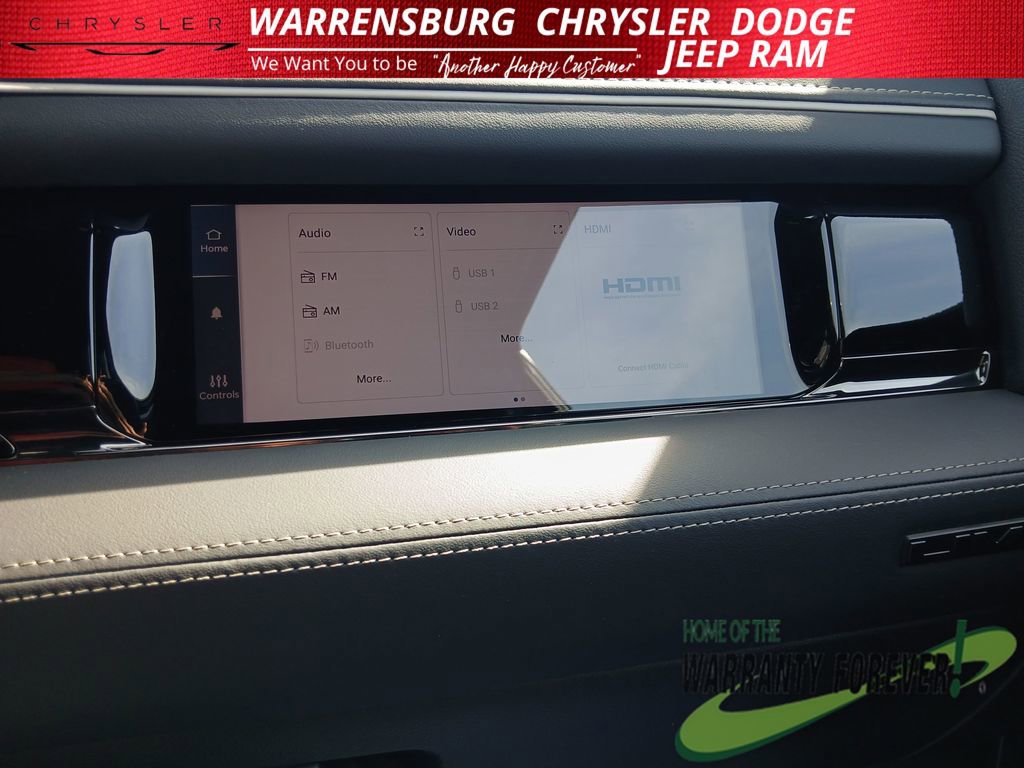 CHRYSLER
WARRENSBURG CHRYSLER DODGE
JEEP RAM
We Want You to be "Another Happy Customer"
Home
Controls
Audio
FM
AM
Bluetooth
More...
Video
USB 1
USB 2
More...
HDMI
HDMI
Connect HDMI Cable
HOME OF THE
WARRANTY FOREVER!